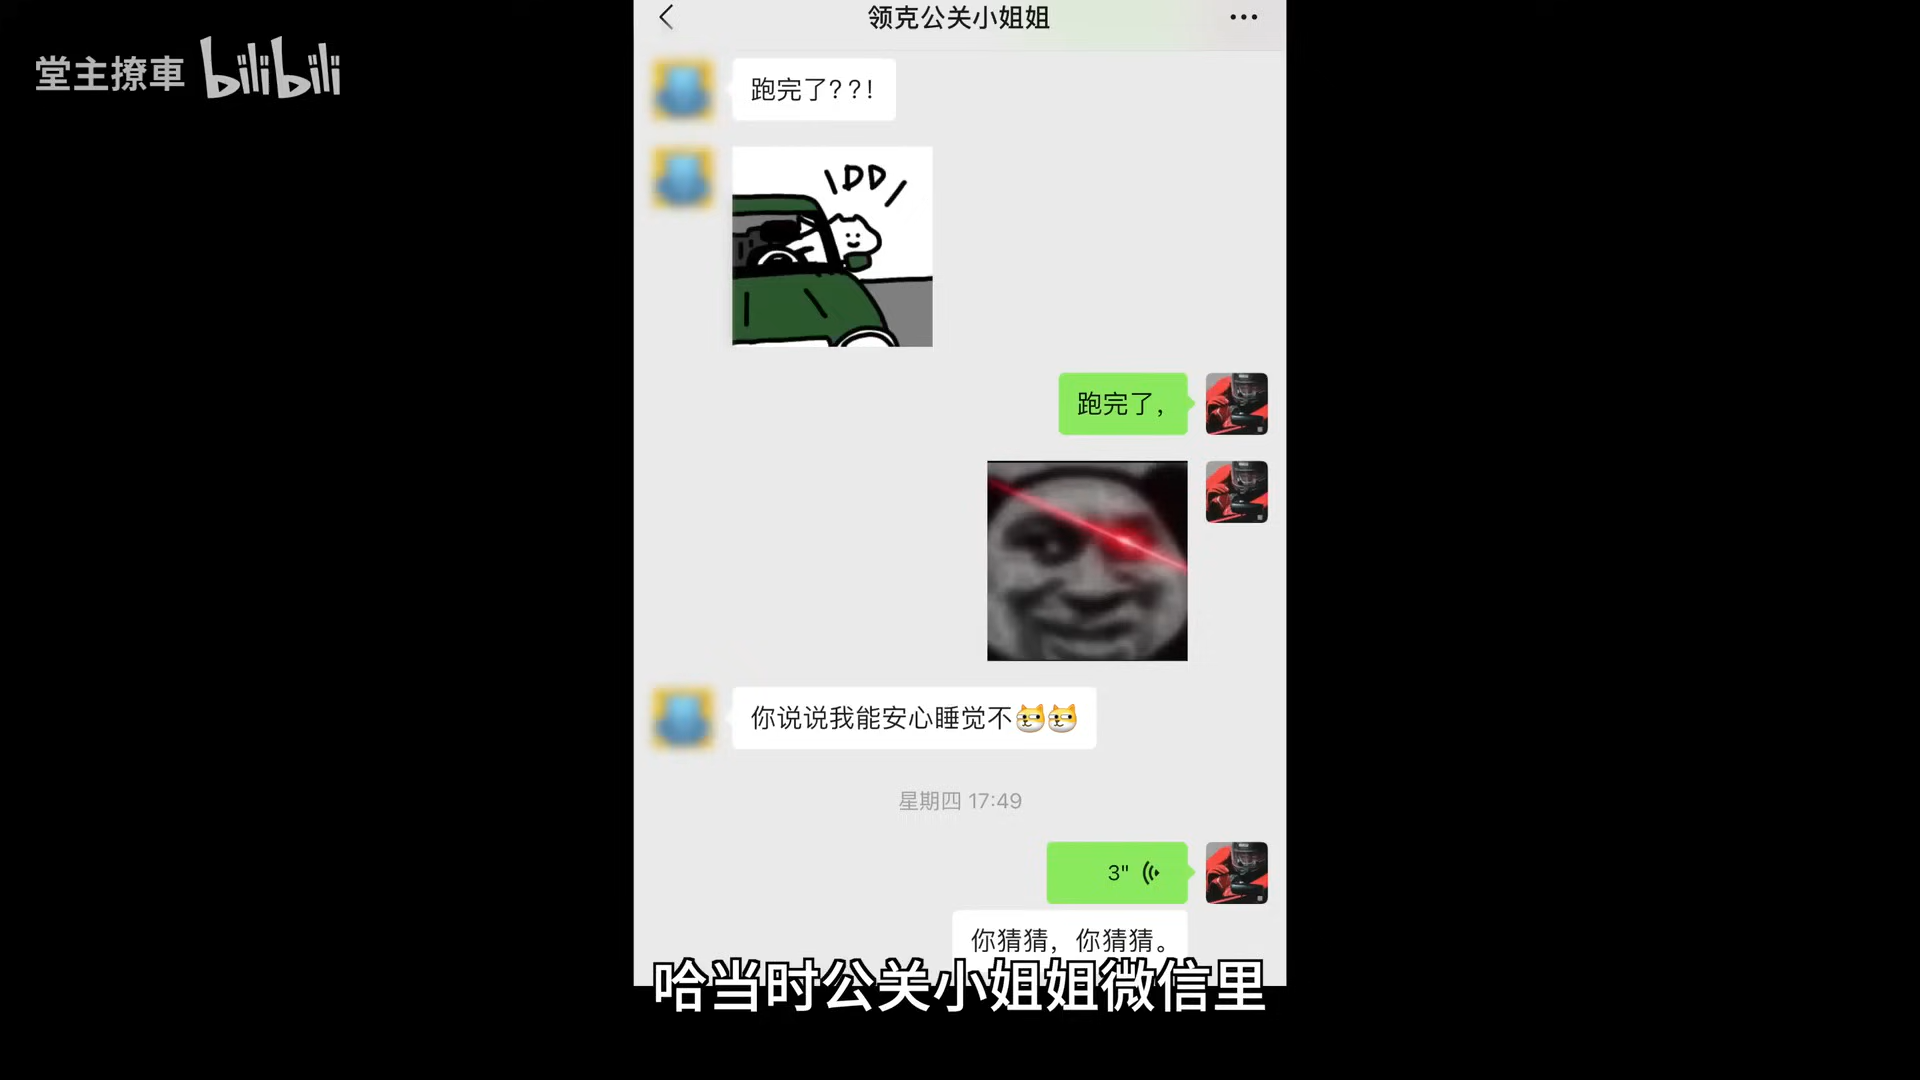 堂主撩車 bilibili
领克公关小姐姐
跑完了？？！
\DD/
跑完了，
你说说我能安心睡觉不
星期四 17:49
3"
你猜猜，你猜猜。
哈当时公关小姐姐微信里